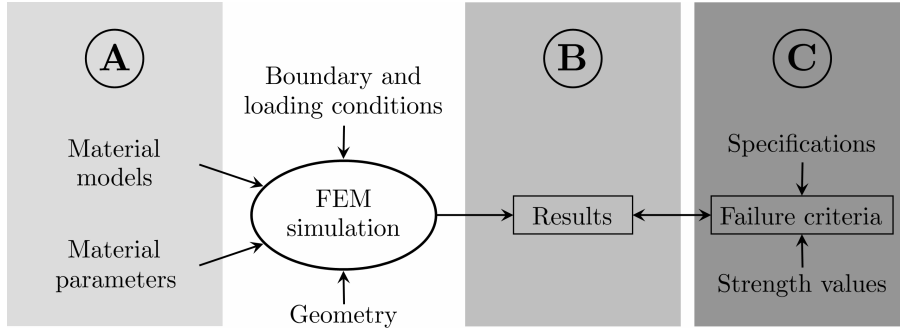 A
B
C
Boundary and
loading conditions
Material
models
Specifications
FEM
simulation
Results
Failure criteria
Material
parameters
Strength values
Geometry